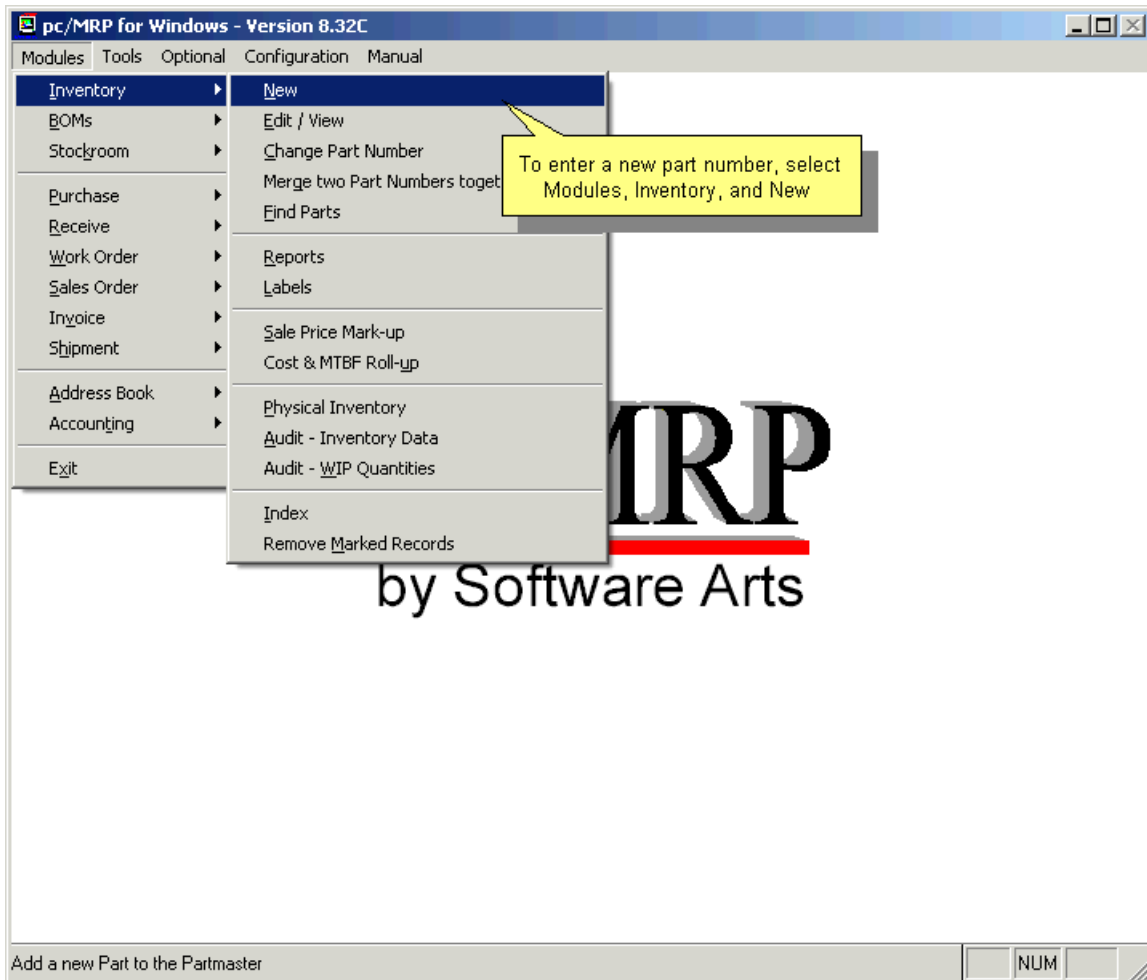 pc/MRP for Windows - Version 8.32C
Modules Tools Optional Configuration Manual
Inventory
BOMs
Stockroom
Purchase
Receive
Work Order
Sales Order
Invoice
Shipment
Address Book
Accounting
Exit
New
Edit / View
Change Part Number
Merge two Part Numbers toget
Find Parts
Reports
Labels
Sale Price Mark-up
Cost & MTBF Roll-up
Physical Inventory
Audit - Inventory Data
Audit - WIP Quantities
Index
Remove Marked Records
To enter a new part number, select
Modules, Inventory, and New
MRP
by Software Arts
Add a new Part to the Partmaster
NUM